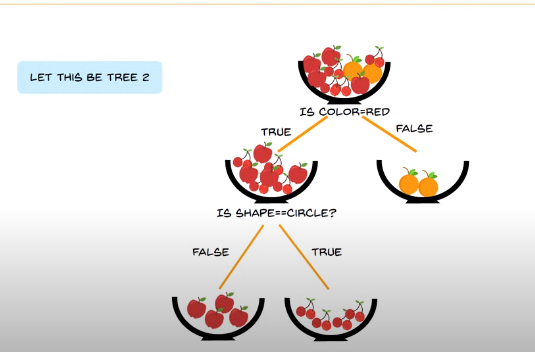 LET THIS BE TREE 2
IS COLOR=RED
TRUE
FALSE
IS SHAPE==CIRCLE?
FALSE
TRUE